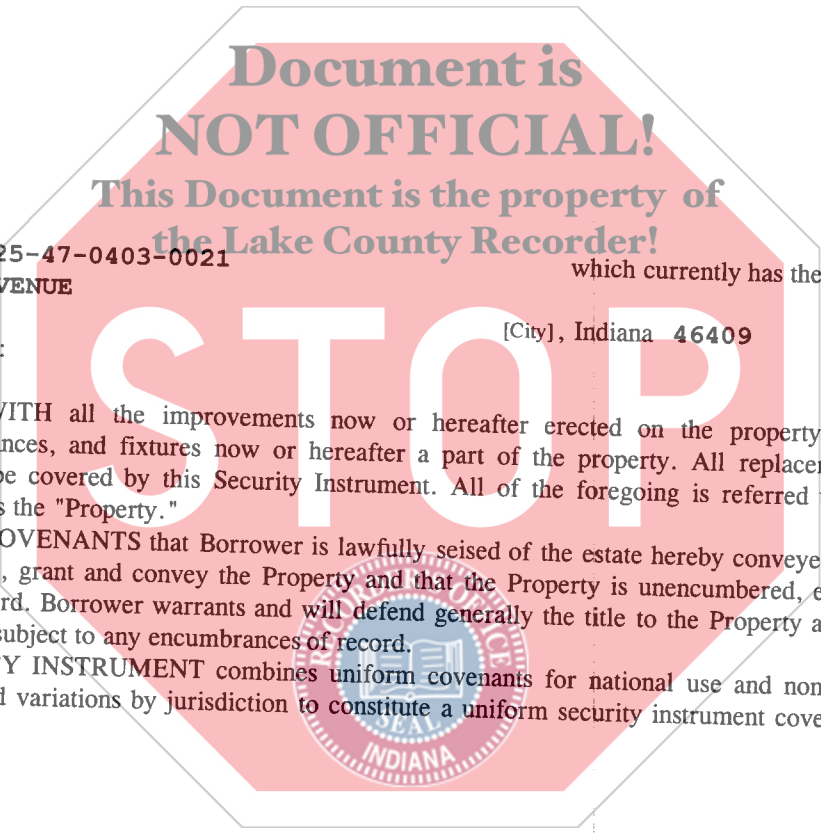 Document is
NOT OFFICIAL!
This Document is the property of
the Lake County Recorder!
25-47-0403-0021
which currently has the
VENUE
[City], Indiana 46409
:
STOP
WITH all the improvements now or hereafter erected on the property
nces, and fixtures now or hereafter a part of the property. All replacer
be covered by this Security Instrument. All of the foregoing is referred
s the "Property."
OVENANTS that Borrower is lawfully seised of the estate hereby conveye
, grant and convey the Property and that the Property is unencumbered, e
rd. Borrower warrants and will defend generally the title to the Property a
subject to any encumbrances of record.
Y INSTRUMENT combines uniform covenants for national use and non
d variations by jurisdiction to constitute a uniform security instrument cove
RECORDER'S OFFICE
SEAL
INDIANA